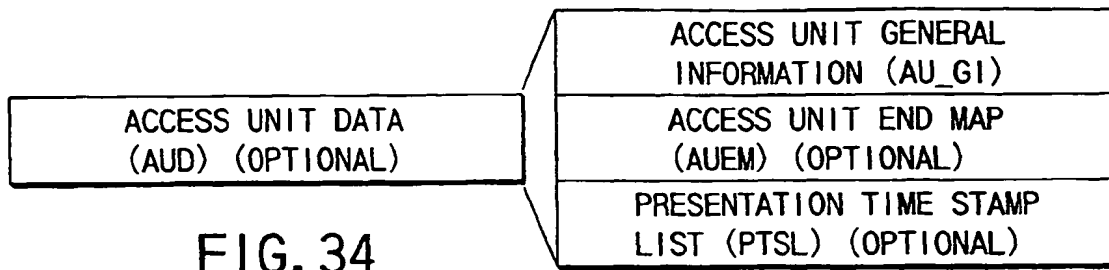 ACCESS UNIT DATA
(AUD) (OPTIONAL)
ACCESS UNIT GENERAL
INFORMATION (AU_GI)
ACCESS UNIT END MAP
(AUEM) (OPTIONAL)
PRESENTATION TIME STAMP
LIST (PTSL) (OPTIONAL)
FIG. 34